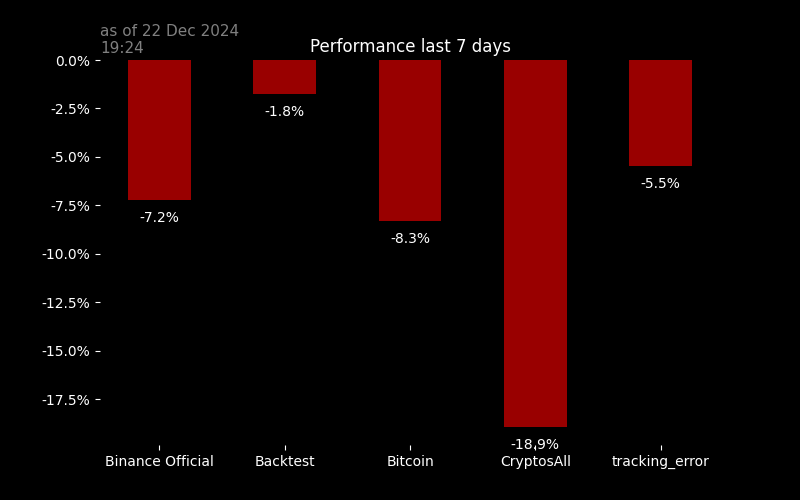 as of 22 Dec 2024
19:24
Performance last 7 days
0.0%
-2.5%
-5.0%
-7.5%
-10.0%
-12.5%
-15.0%
-17.5%
-7.2%
-1.8%
-8.3%
-18.9%
-5.5%
Binance Official
Backtest
Bitcoin
CryptosAll
tracking_error